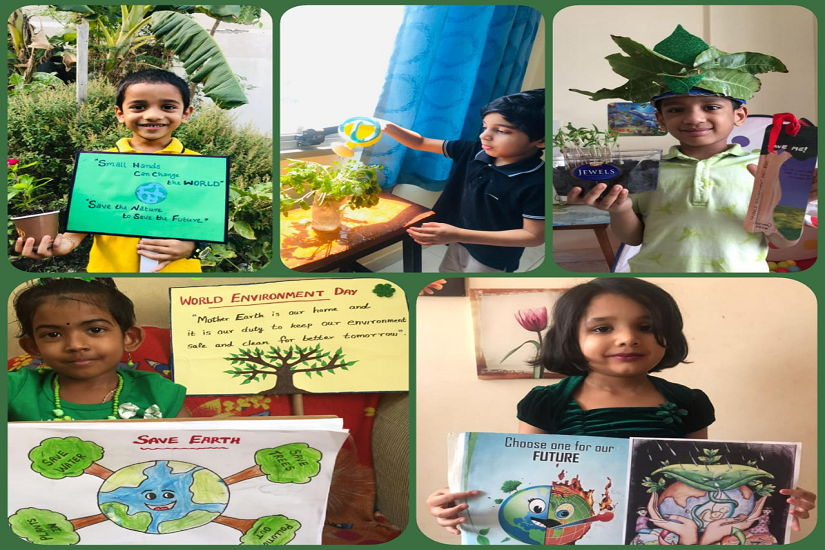 "Small Hands
Can Change
the WORLD"
"Save the Nature
to Save the Future"
JEWELS
WORLD ENVIRONMENT DAY
"Mother Earth is our home and
it is our duty to keep our environment
safe and clean for better tomorrow".
SAVE EARTH
SAVE
WATER
SAVE
TREES
Choose one for our
FUTURE